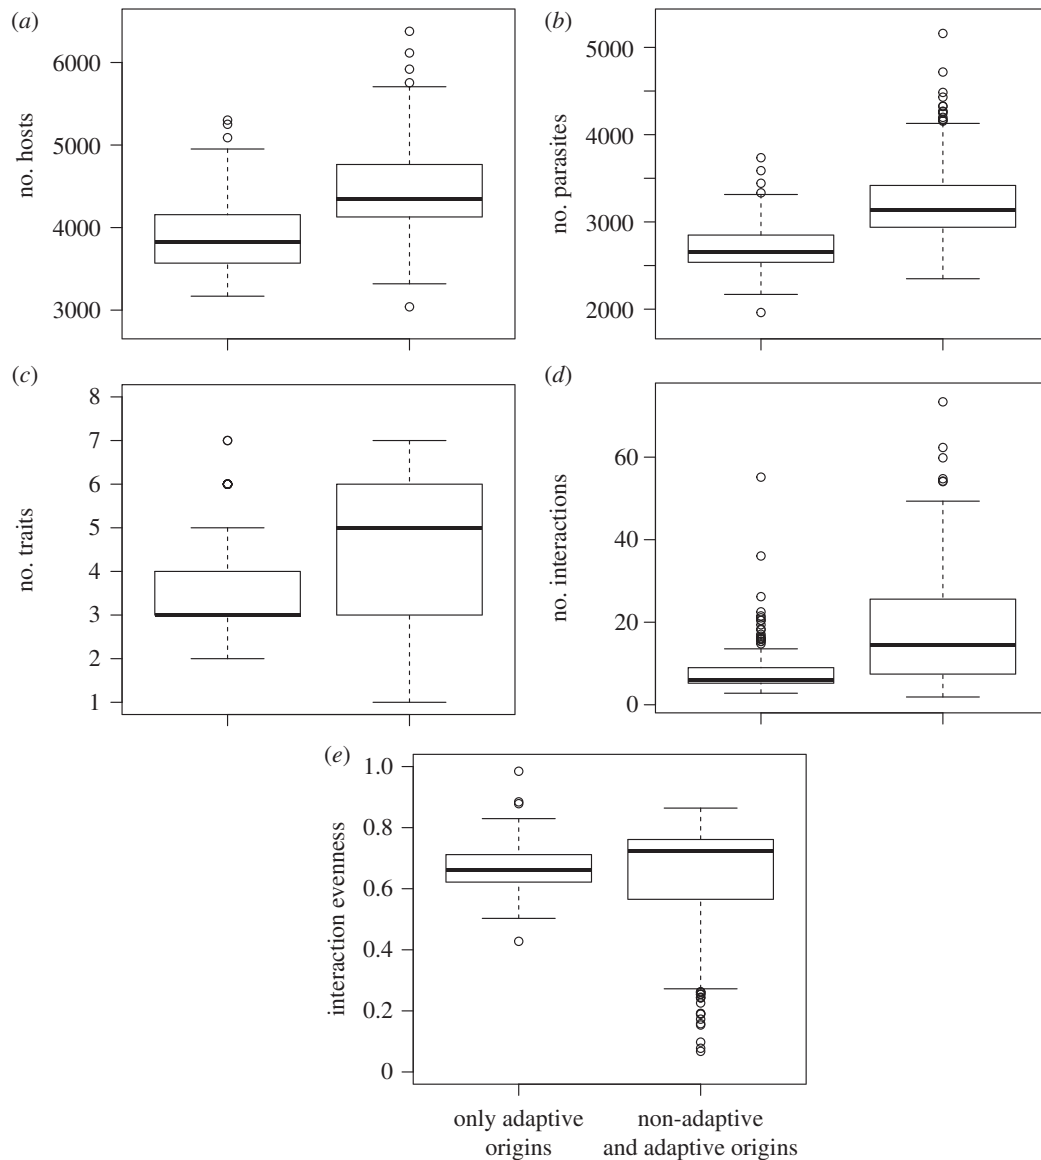 (a)
no. hosts
6000
5000
4000
3000
(b)
no. parasites
5000
4000
3000
2000
(c)
no. traits
8
7
6
5
4
3
2
1
(d)
no. interactions
60
40
20
0
(e)
interaction evenness
1.0
0.8
0.6
0.4
0.2
0
only adaptive
origins
non-adaptive
and adaptive origins